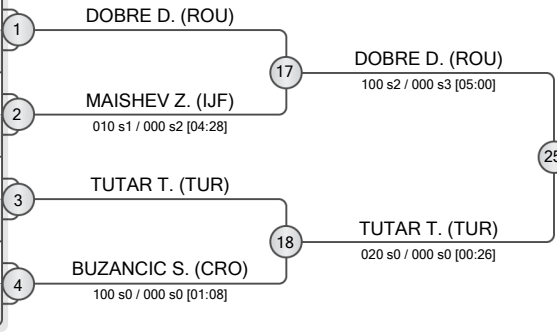 1
DOBRE D. (ROU)
17
DOBRE D. (ROU)
100 s2 / 000 s3 [05:00]
2
MAISHEV Z. (IJF)
010 s1 / 000 s2 [04:28]
25
3
TUTAR T. (TUR)
18
TUTAR T. (TUR)
020 s0 / 000 s0 [00:26]
4
BUZANCIC S. (CRO)
100 s0 / 000 s0 [01:08]